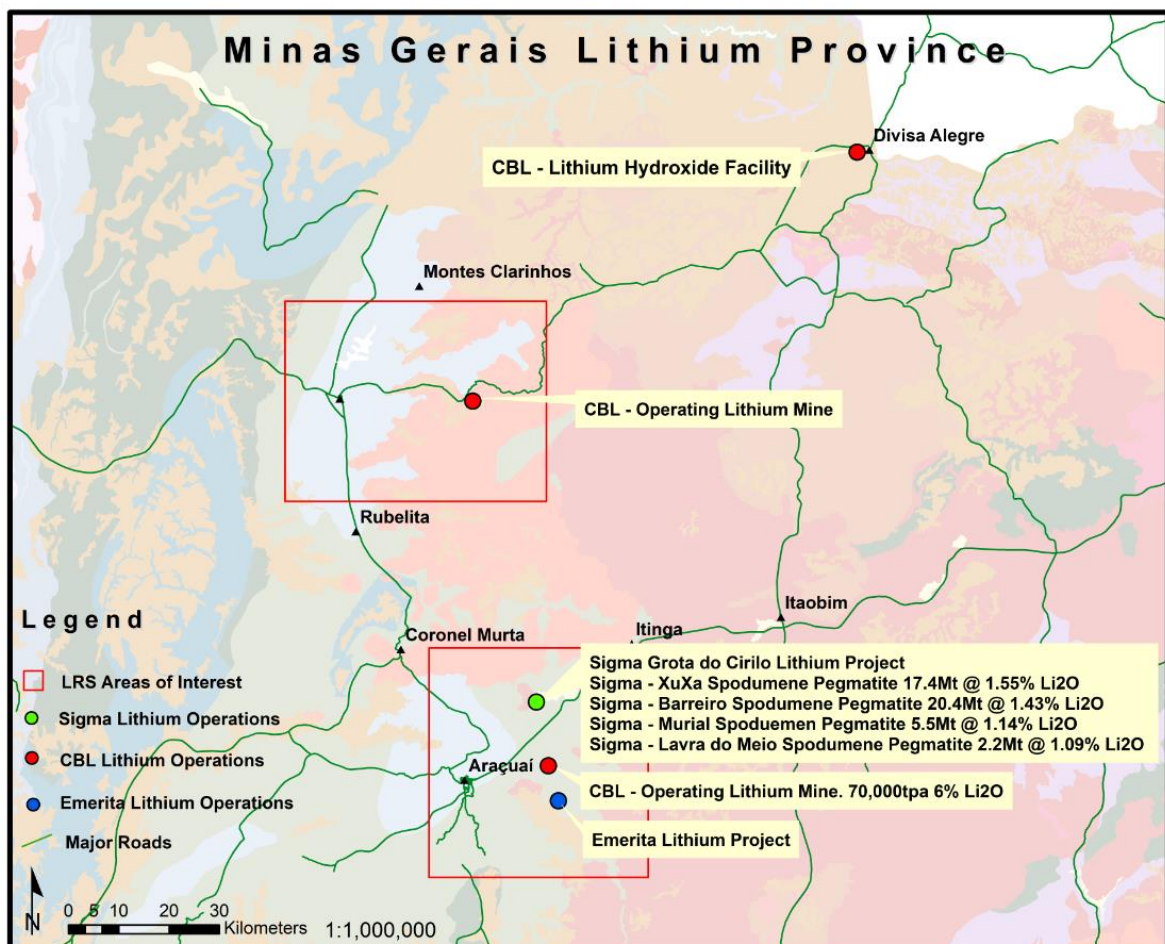 Minas Gerais Lithium Province
Divisa Alegre
CBL - Lithium Hydroxide Facility
Montes Clarinhos
CBL - Operating Lithium Mine
Rubelita
Itaobim
Itinga
Coronel Murta
Sigma Grota do Cirilo Lithium Project
Sigma - XuXa Spodumene Pegmatite 17.4Mt @ 1.55% Li2O
Sigma - Barreiro Spodumene Pegmatite 20.4Mt @ 1.43% Li2O
Sigma - Murial Spoduemen Pegmatite 5.5Mt @ 1.14% Li2O
Sigma - Lavra do Meio Spodumene Pegmatite 2.2Mt @ 1.09% Li2O
Araçuaí
CBL - Operating Lithium Mine. 70,000tpa 6% Li2O
Emerita Lithium Project
Legend
LRS Areas of Interest
Sigma Lithium Operations
CBL Lithium Operations
Emerita Lithium Operations
Major Roads
N
0 5 10 20 30
Kilometers
1:1,000,000